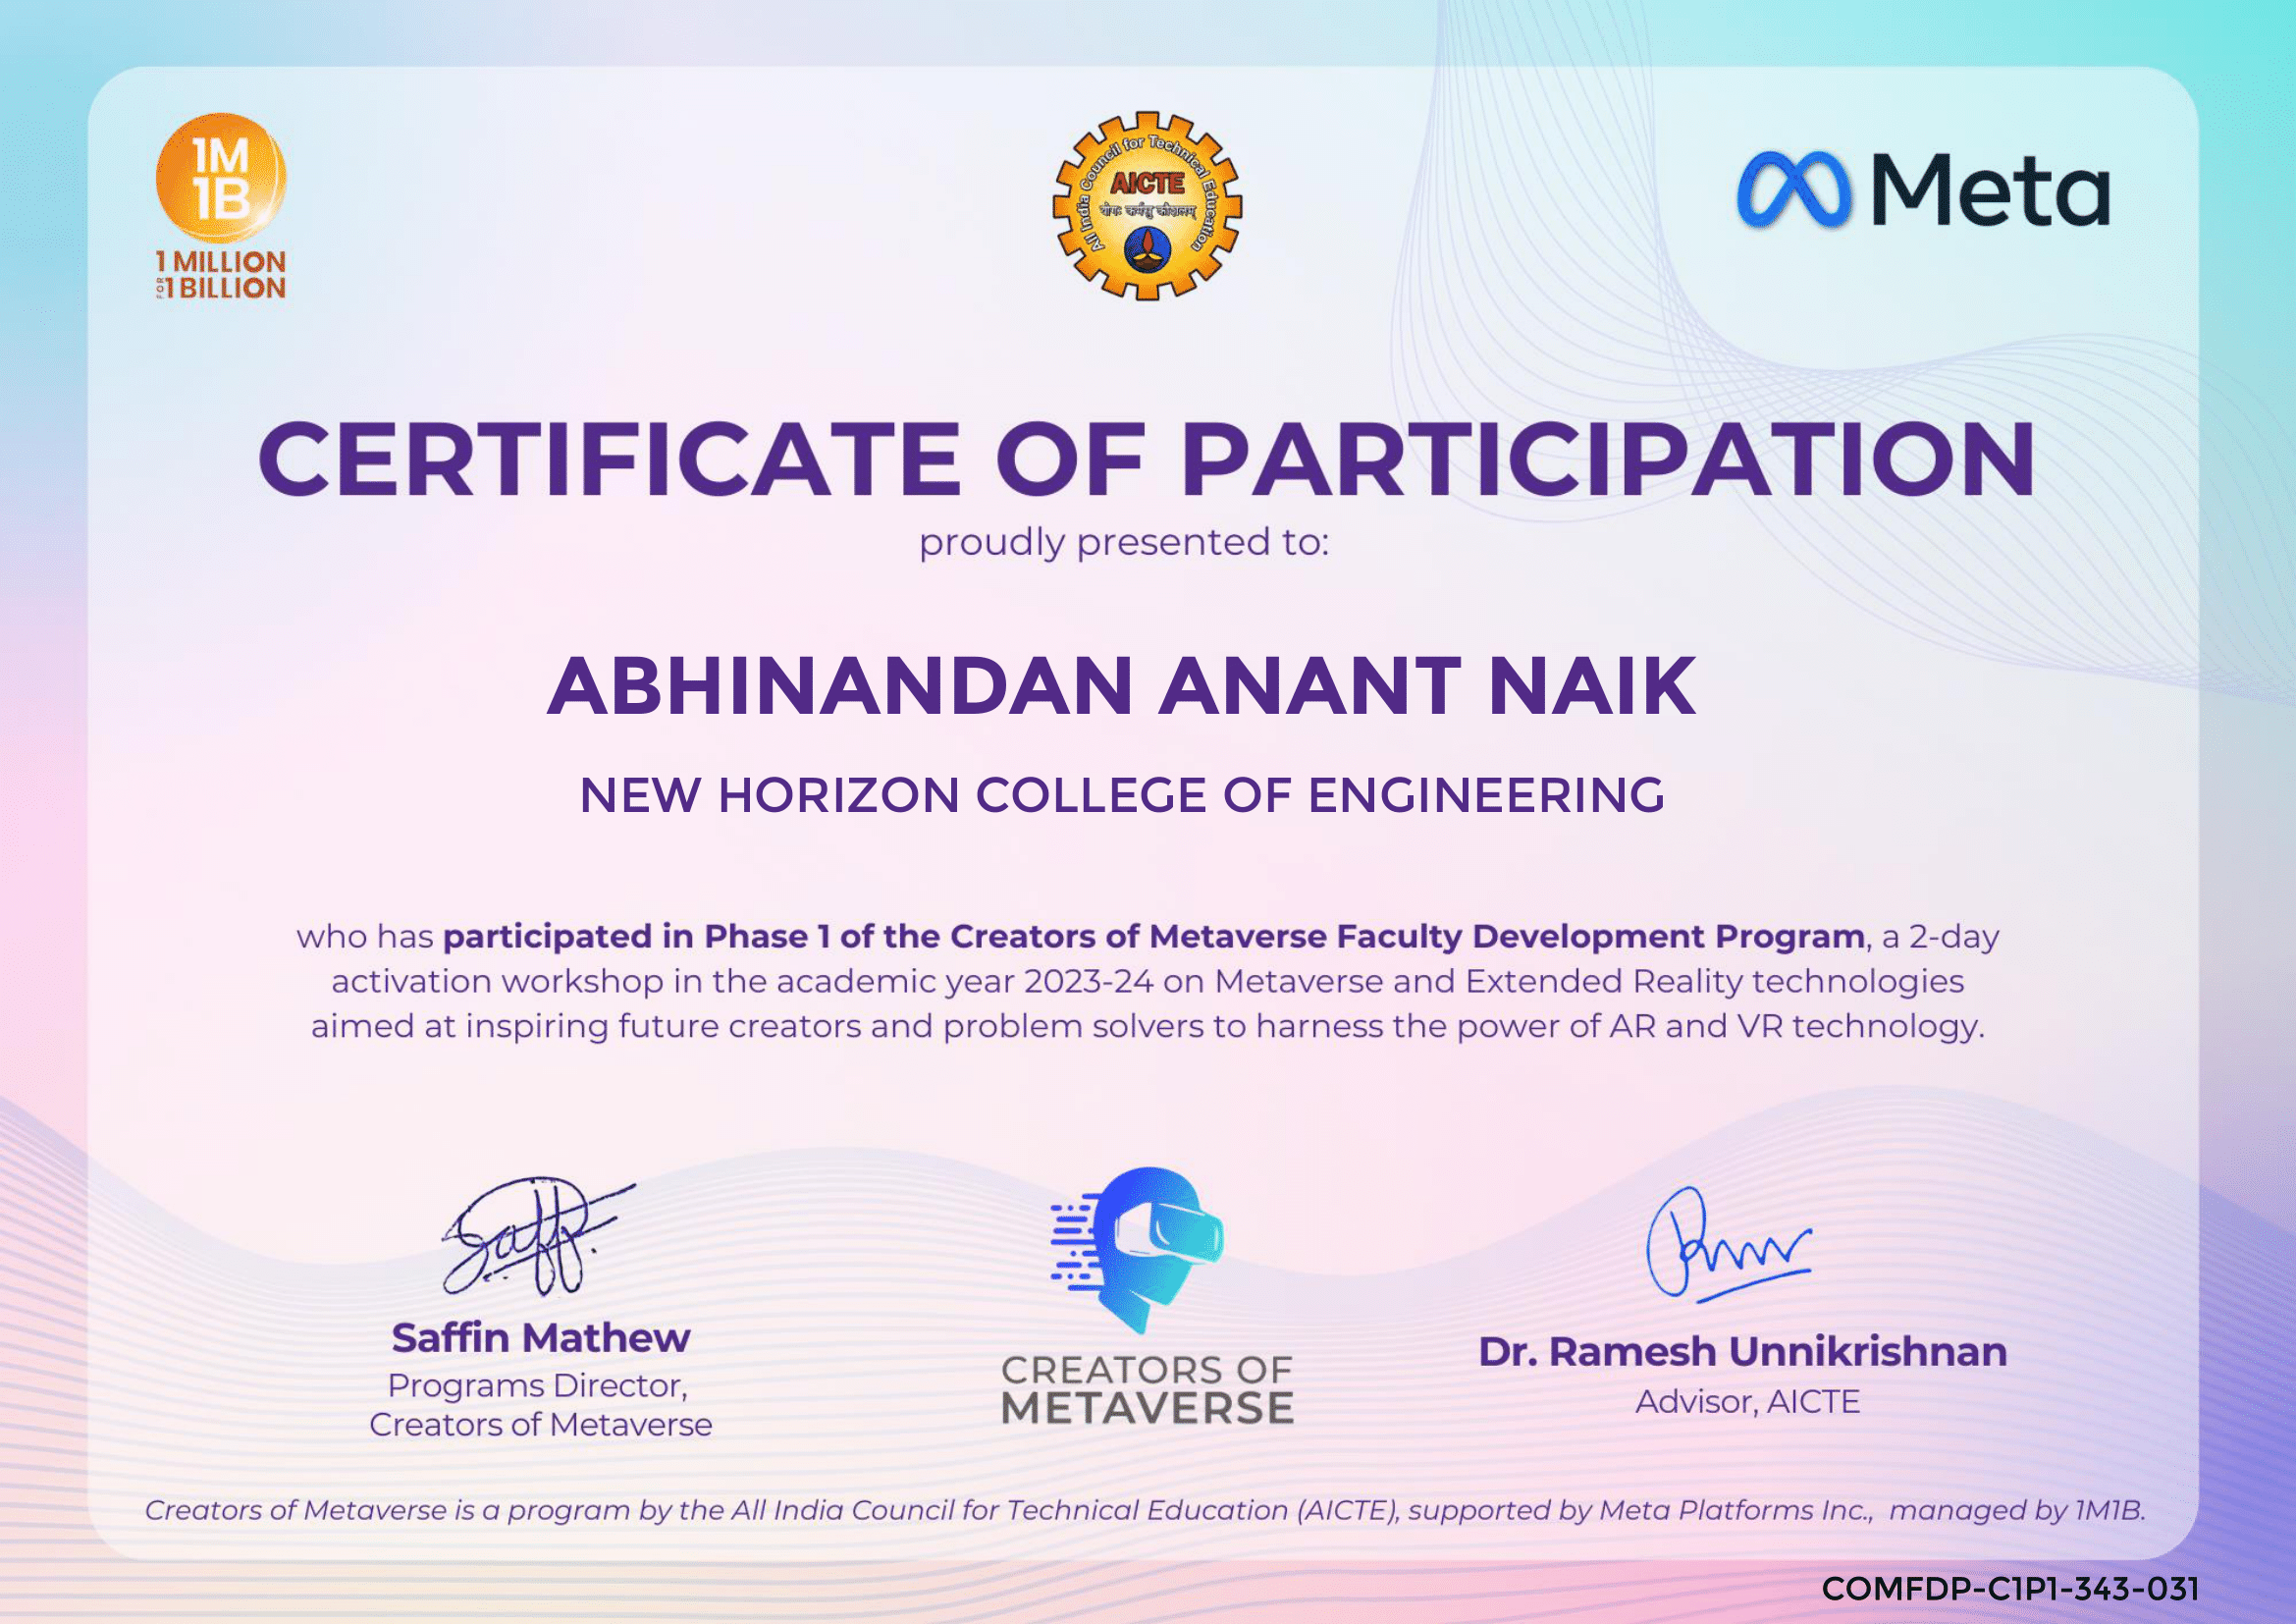 1M
1B
1 MILLION
FOR 1 BILLION
All India Council for Technical Education
AICTE
योगः कर्मसु कौशलम्
Meta
CERTIFICATE OF PARTICIPATION
proudly presented to:
ABHINANDAN ANANT NAIK
NEW HORIZON COLLEGE OF ENGINEERING
who has participated in Phase 1 of the Creators of Metaverse Faculty Development Program, a 2-day
activation workshop in the academic year 2023-24 on Metaverse and Extended Reality technologies
aimed at inspiring future creators and problem solvers to harness the power of AR and VR technology.
Saffin Mathew
Programs Director,
Creators of Metaverse
CREATORS OF
METAVERSE
Dr. Ramesh Unnikrishnan
Advisor, AICTE
Creators of Metaverse is a program by the All India Council for Technical Education (AICTE), supported by Meta Platforms Inc., managed by 1M1B.
COMFDP-C1P1-343-031